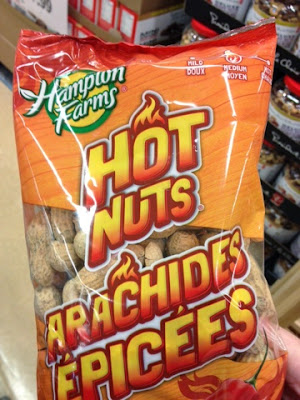 Hampton
Farms
MILD
DOUX
MEDIUM
MOYEN
HOT
NUTS
ARACHIDES
ÉPICÉES